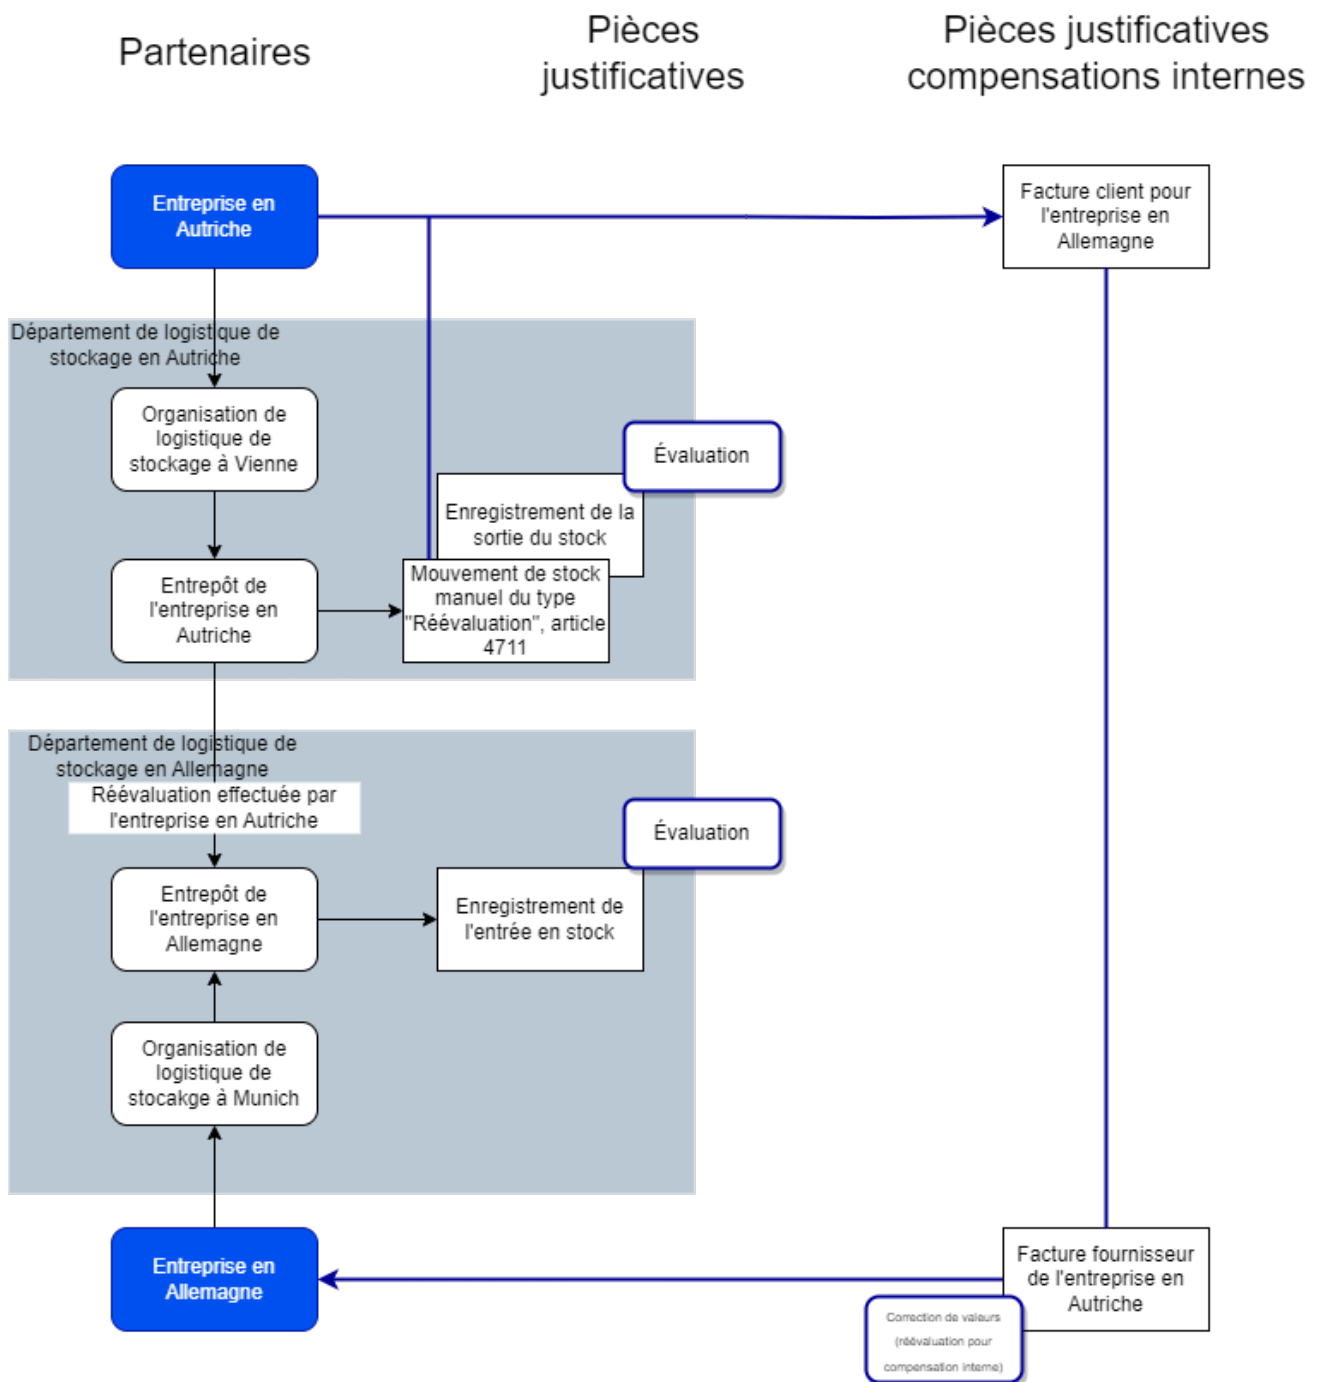 Partenaires
Pièces
justificatives
Pièces justificatives
compensations internes
Entreprise en
Autriche
Facture client pour
l'entreprise en
Allemagne
Département de logistique de
stockage en Autriche
Organisation de
logistique de
stockage à Vienne
Évaluation
Enregistrement de la
sortie du stock
Entrepôt de
l'entreprise en
Autriche
Mouvement de stock
manuel du type
"Réévaluation", article
4711
Département de logistique de
stockage en Allemagne
Réévaluation effectuée par
l'entreprise en Autriche
Évaluation
Entrepôt de
l'entreprise en
Allemagne
Enregistrement de
l'entrée en stock
Organisation de
logistique de
stocakge à Munich
Entreprise en
Allemagne
Facture fournisseur
de l'entreprise en
Autriche
Correction de valeurs
(réévaluation pour
compensation interne)